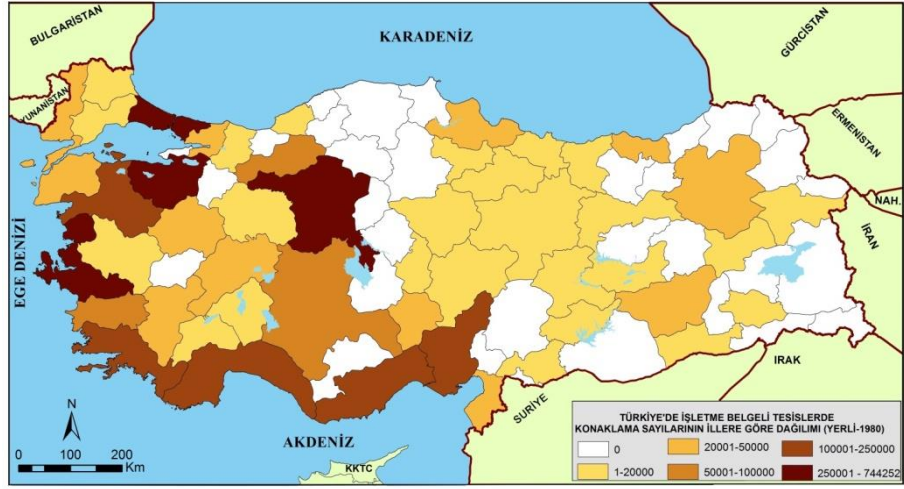 BULGARİSTAN
KARADENİZ
GÜRCİSTAN
YUNANİSTAN
ERMENİSTAN
NAH.
İRAN
EGE DENİZİ
IRAK
SURİYE
AKDENİZ
KKTC
N
0 50 100 200
Km
TÜRKİYE'DE İŞLETME BELGELİ TESİSLERDE
KONAKLAMA SAYILARININ İLLERE GÖRE DAĞILIMI (YERLİ-1980)
0 20001-50000 100001-250000
1-20000 50001-100000 250001 - 744252